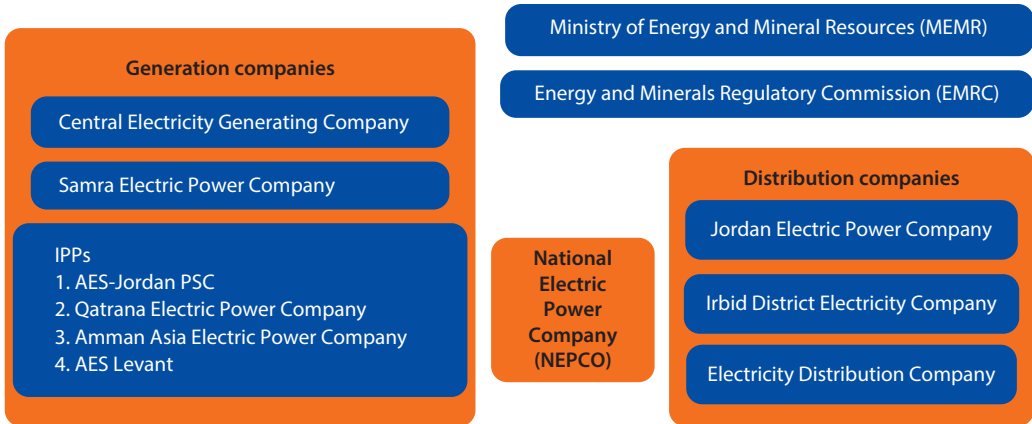 Generation companies
Central Electricity Generating Company
Samra Electric Power Company
IPPs
1. AES-Jordan PSC
2. Qatrana Electric Power Company
3. Amman Asia Electric Power Company
4. AES Levant
Ministry of Energy and Mineral Resources (MEMR)
Energy and Minerals Regulatory Commission (EMRC)
National
Electric
Power
Company
(NEPCO)
Distribution companies
Jordan Electric Power Company
Irbid District Electricity Company
Electricity Distribution Company